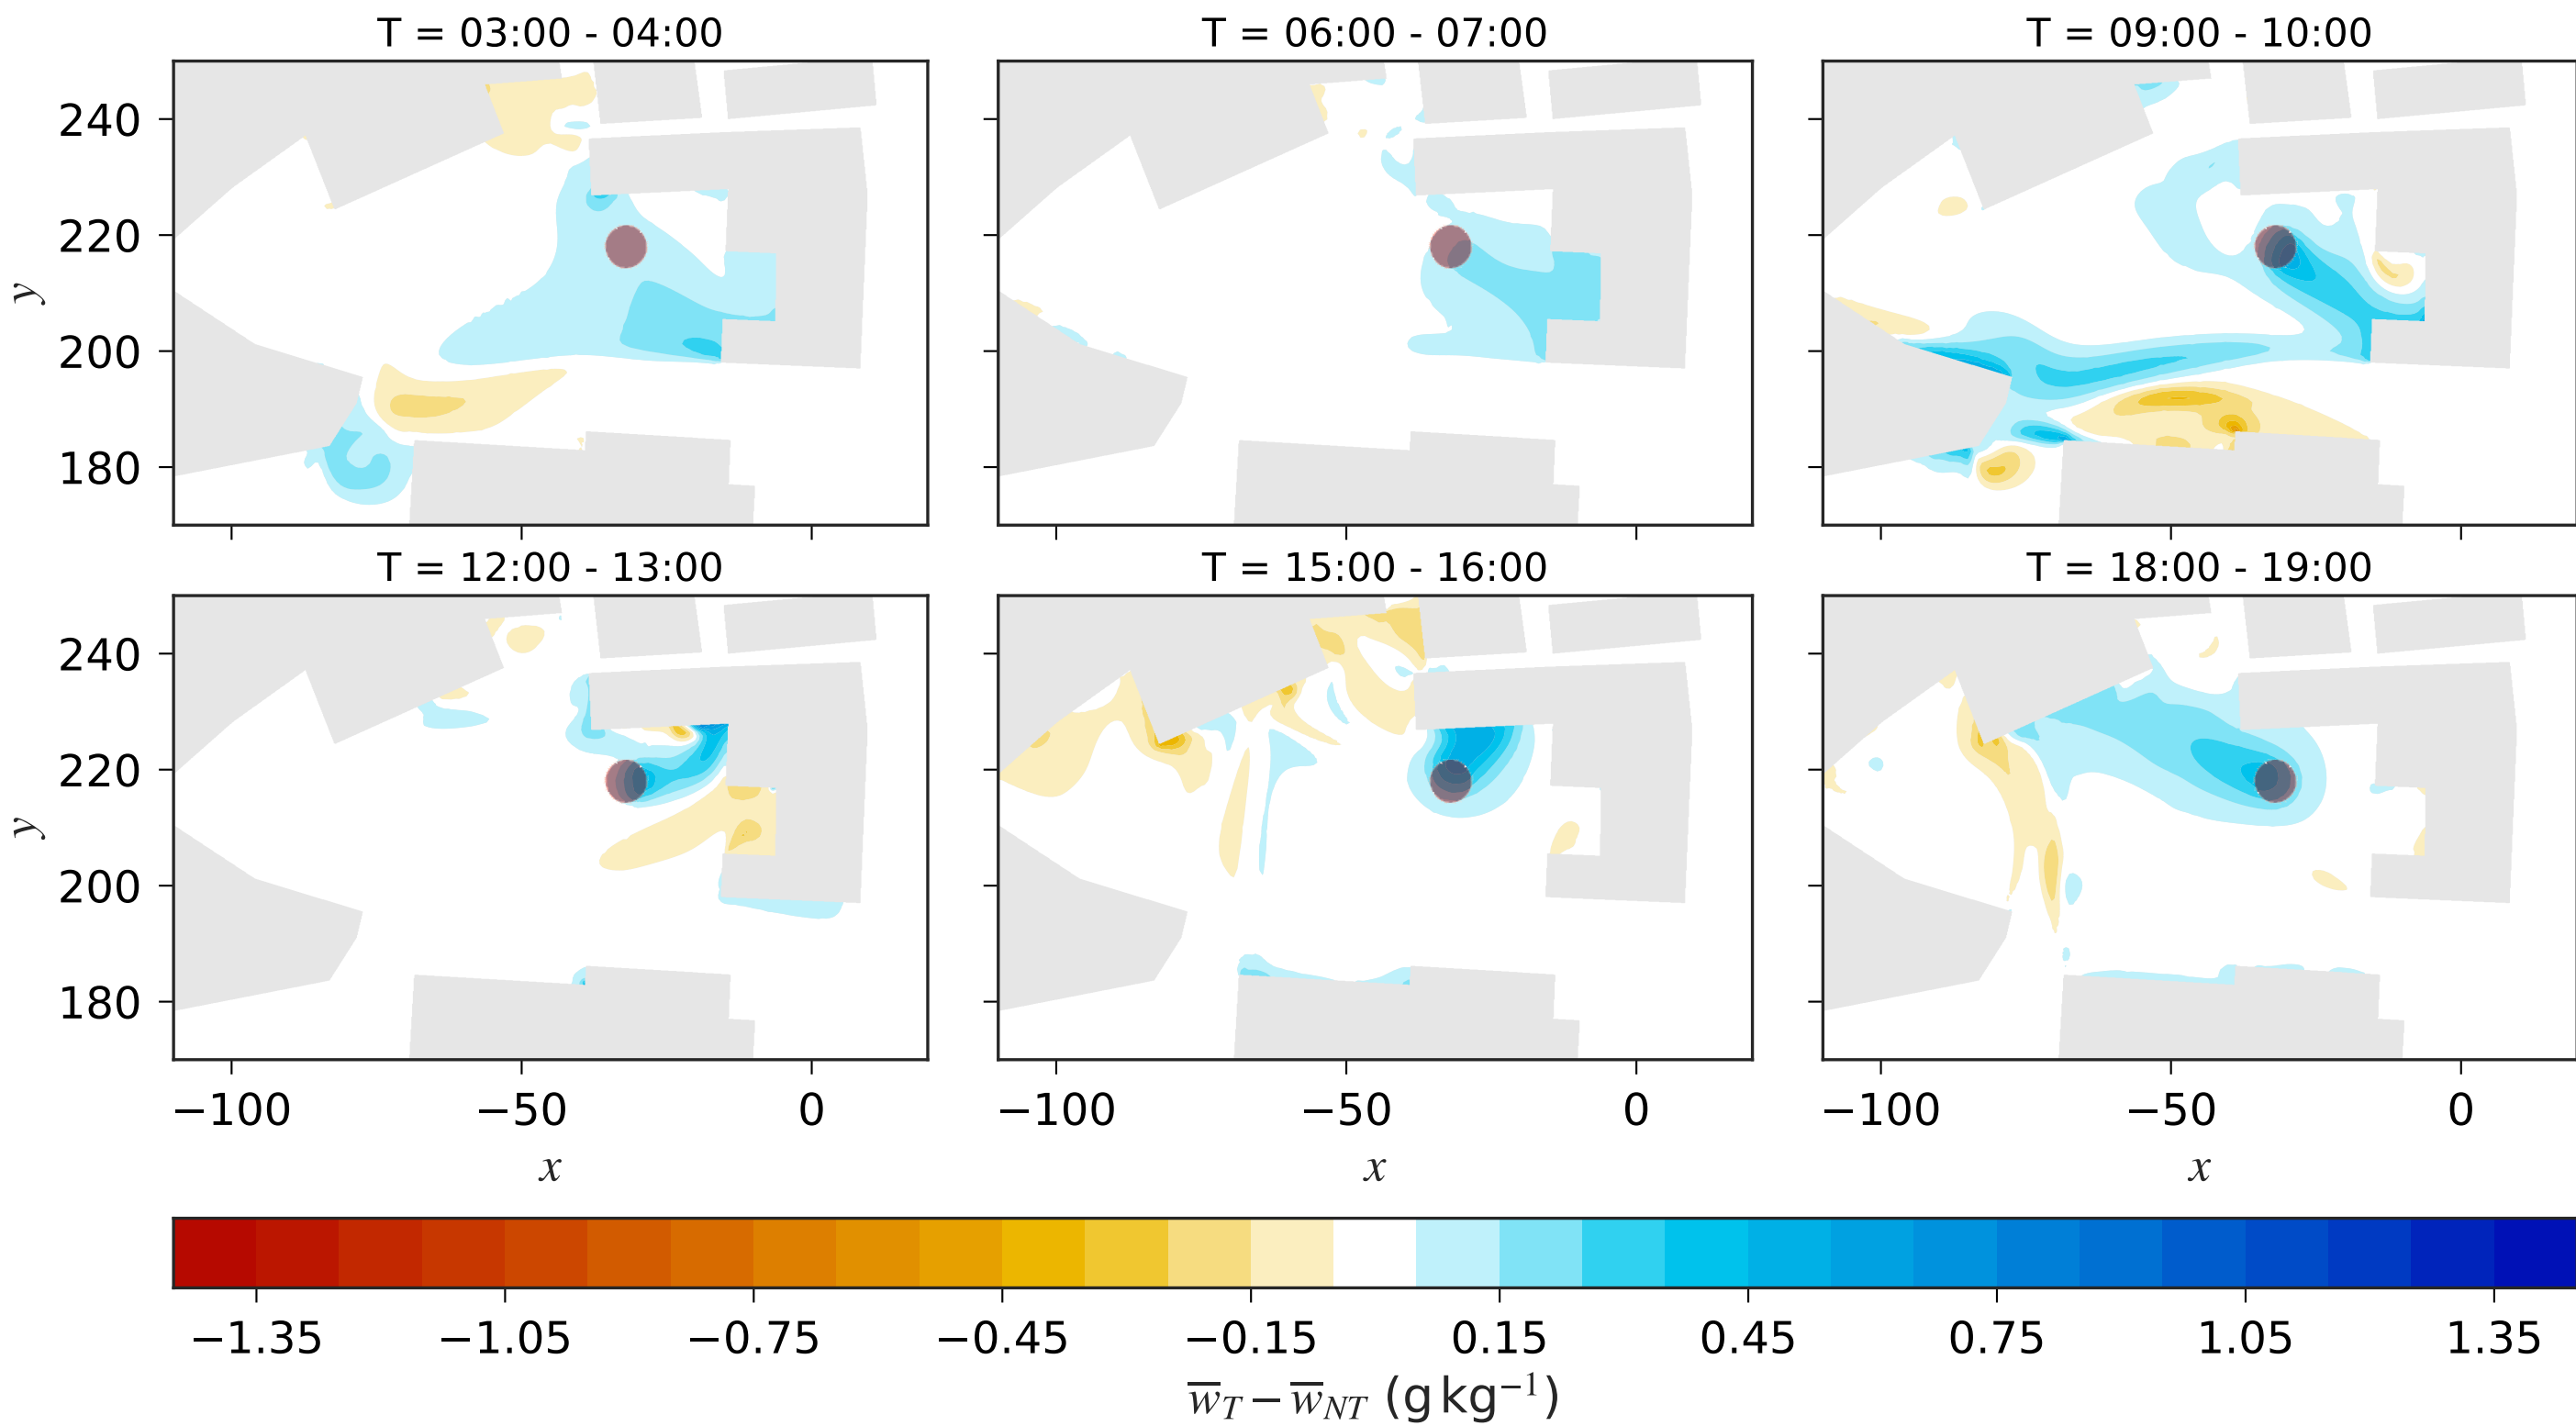 T = 03:00 - 04:00
T = 06:00 - 07:00
T = 09:00 - 10:00
240
220
200
180
y
T = 12:00 - 13:00
T = 15:00 - 16:00
T = 18:00 - 19:00
240
220
200
180
y
−100 −50 0
−100 −50 0
−100 −50 0
x
x
x
−1.35 −1.05 −0.75 −0.45 −0.15 0.15 0.45 0.75 1.05 1.35
w̅_T − w̅_NT (g kg⁻¹)